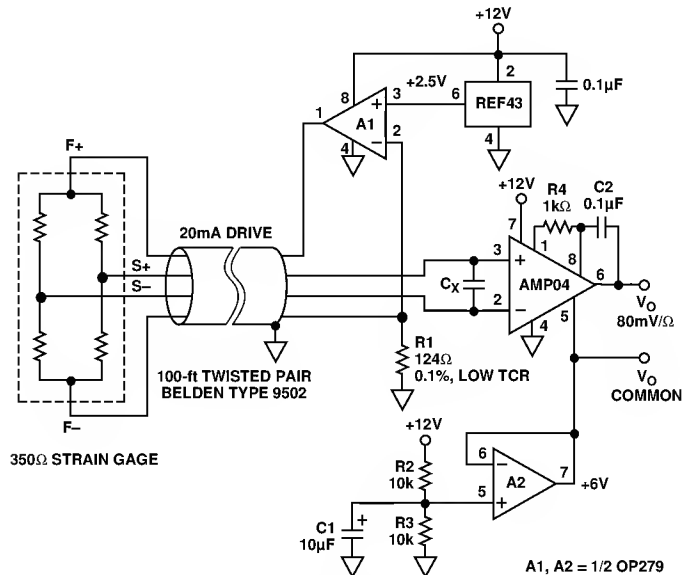 +12V
2
+2.5V
8
3
6
REF43
0.1µF
1
A1
+
–
4
2
4
F+
20mA DRIVE
+12V
R4
1kΩ
C2
0.1µF
7
1
8
S+
S–
3
+
CX
AMP04
6
VO
80mV/Ω
2
–
5
4
R1
124Ω
0.1%, LOW TCR
100-ft TWISTED PAIR
BELDEN TYPE 9502
VO
COMMON
F–
350Ω STRAIN GAGE
+12V
R2
10k
6
–
A2
7
+6V
5
+
+
C1
10µF
R3
10k
A1, A2 = 1/2 OP279